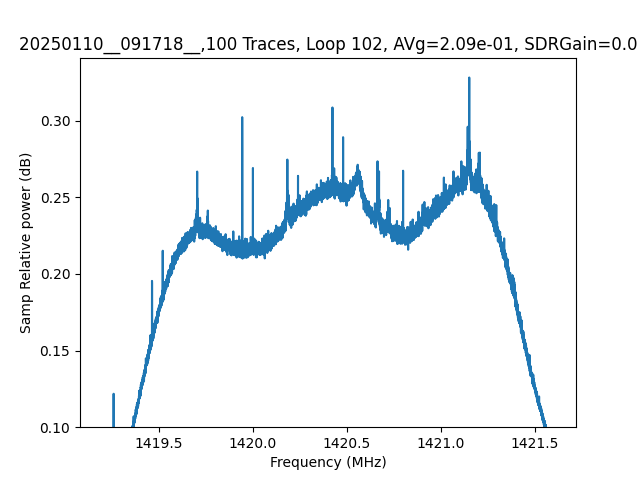 20250110__091718__,100 Traces, Loop 102, AVg=2.09e-01, SDRGain=0.0
0.30
0.25
0.20
0.15
0.10
Samp Relative power (dB)
1419.5 1420.0 1420.5 1421.0 1421.5
Frequency (MHz)